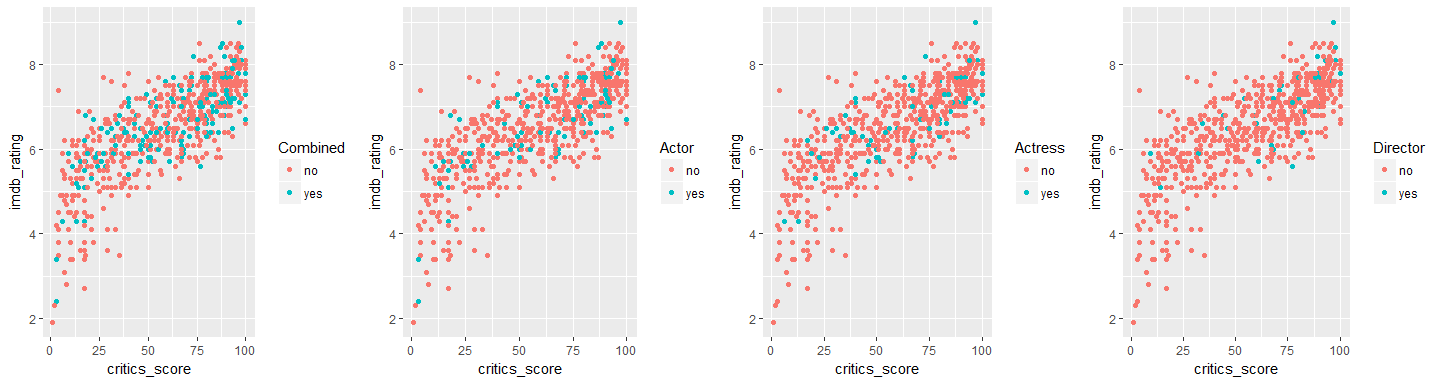 imdb_rating
8
6
4
2
0 25 50 75 100
critics_score
Combined
no
yes
imdb_rating
8
6
4
2
0 25 50 75 100
critics_score
Actor
no
yes
imdb_rating
8
6
4
2
0 25 50 75 100
critics_score
Actress
no
yes
imdb_rating
8
6
4
2
0 25 50 75 100
critics_score
Director
no
yes